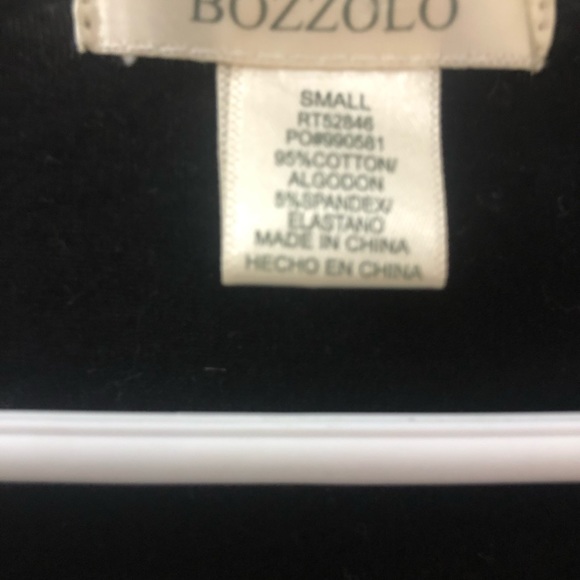 BOZZOLO
SMALL
RT52846
PO#990581
95%COTTON/
ALGODON
5%SPANDEX/
ELASTANO
MADE IN CHINA
HECHO EN CHINA